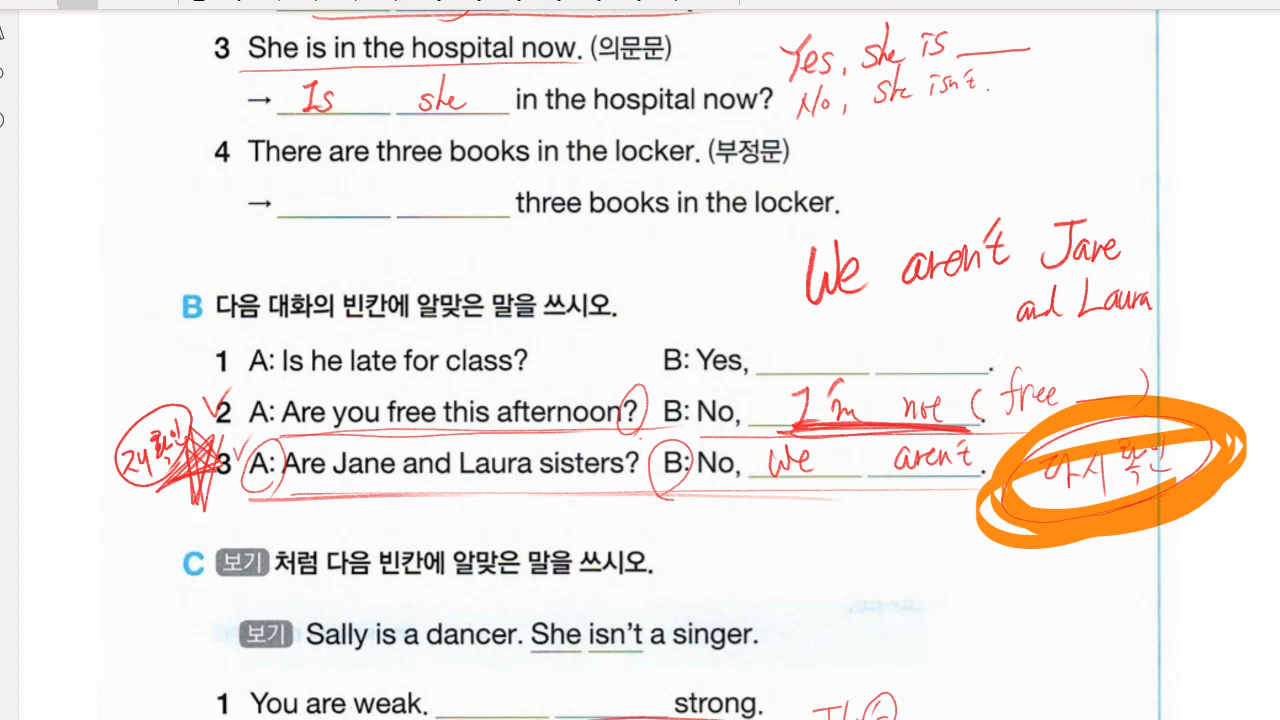 3 She is in the hospital now. (의문문)
Yes, she is
→ Is she in the hospital now?
No, she isn't.
4 There are three books in the locker. (부정문)
→ three books in the locker.
We aren't Jane
and Laura
B 다음 대화의 빈칸에 알맞은 말을 쓰시오.
1 A: Is he late for class? B: Yes, .
2 A: Are you free this afternoon? B: No, I'm not . ( free )
재확인
3 A: Are Jane and Laura sisters? B: No, we aren't .
다시 확인
C 보기 처럼 다음 빈칸에 알맞은 말을 쓰시오.
보기 Sally is a dancer. She isn't a singer.
1 You are weak. strong.